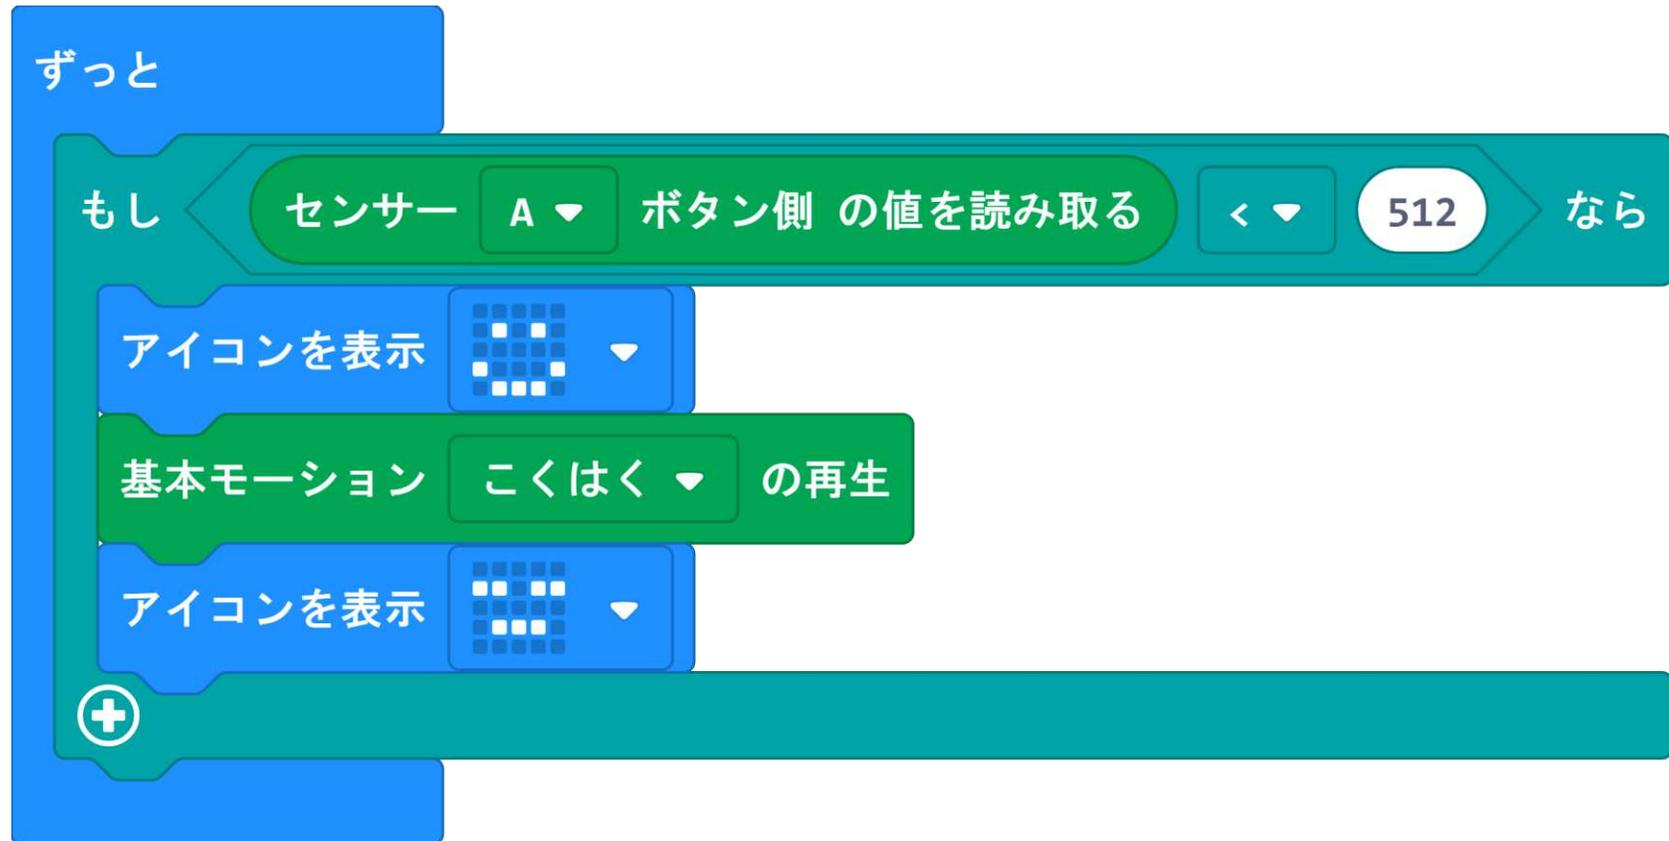 ずっと
もし センサー A ボタン側 の値を読み取る < 512 なら
アイコンを表示
基本モーション こくはく の再生
アイコンを表示